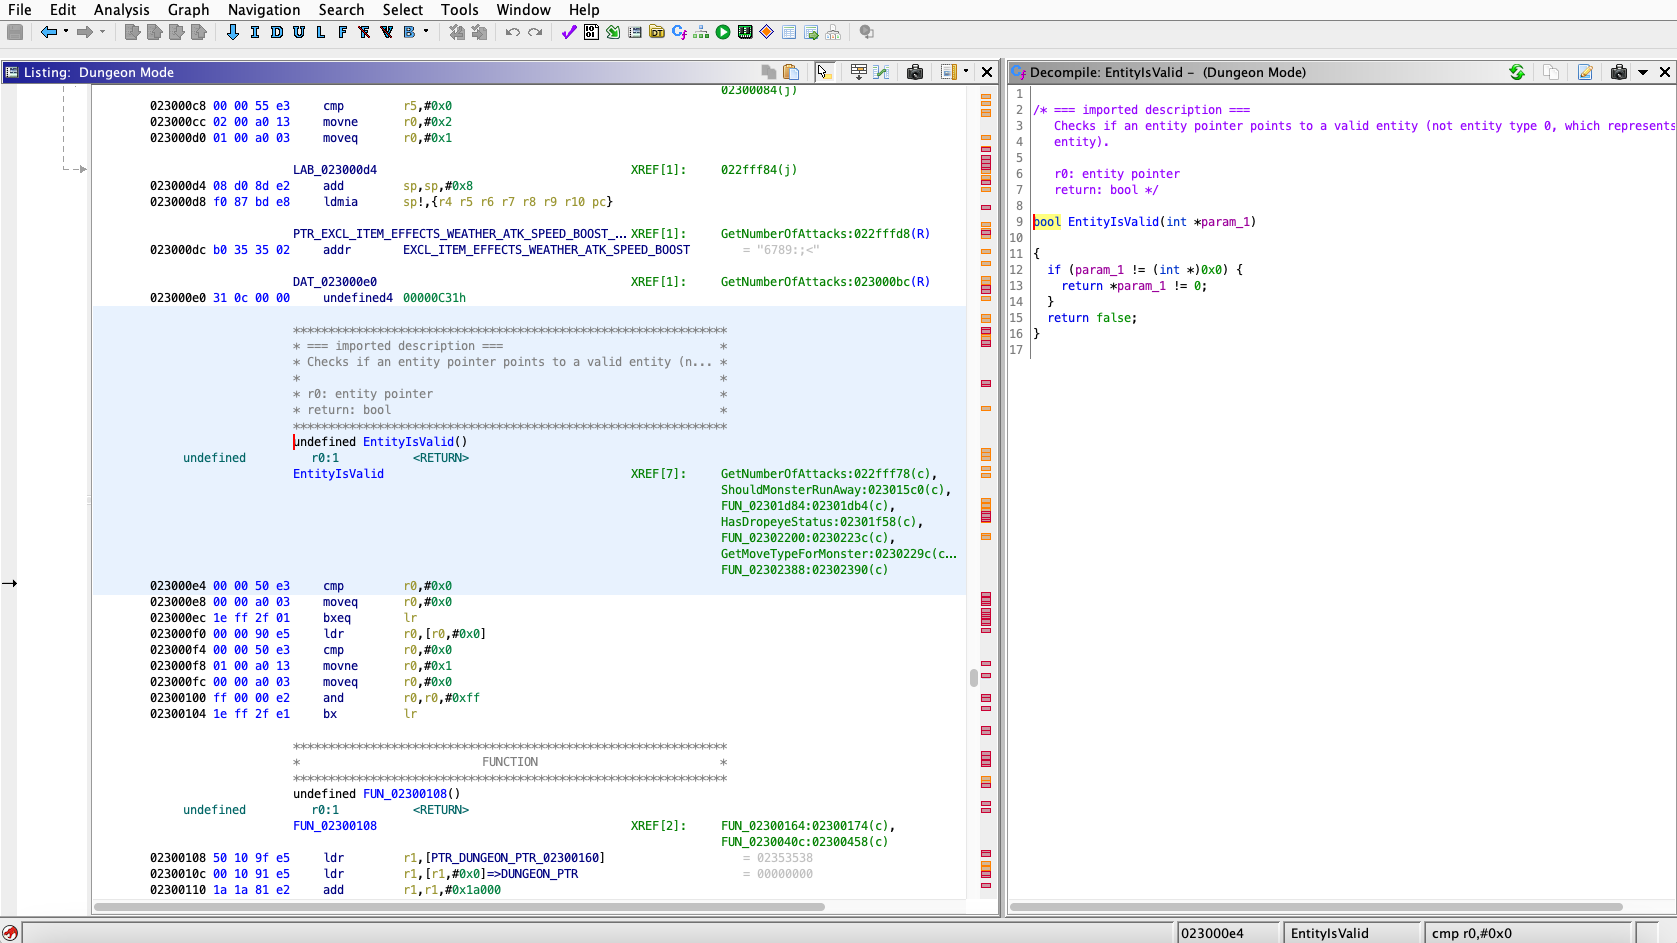 File Edit Analysis Graph Navigation Search Select Tools Window Help
I D U L F B
Listing: Dungeon Mode
02300084(j)
023000c8 00 00 55 e3 cmp r5,#0x0
023000cc 02 00 a0 13 movne r0,#0x2
023000d0 01 00 a0 03 moveq r0,#0x1
LAB_023000d4 XREF[1]: 022fff84(j)
023000d4 08 d0 8d e2 add sp,sp,#0x8
023000d8 f0 87 bd e8 ldmia sp!,{r4 r5 r6 r7 r8 r9 r10 pc}
PTR_EXCL_ITEM_EFFECTS_WEATHER_ATK_SPEED_BOOST_... XREF[1]: GetNumberOfAttacks:022fffd8(R)
023000dc b0 35 35 02 addr EXCL_ITEM_EFFECTS_WEATHER_ATK_SPEED_BOOST = "6789:;<"
DAT_023000e0 XREF[1]: GetNumberOfAttacks:023000bc(R)
023000e0 31 0c 00 00 undefined4 00000C31h
**************************************************************
* === imported description === *
* Checks if an entity pointer points to a valid entity (n... *
* *
* r0: entity pointer *
* return: bool *
**************************************************************
undefined EntityIsValid()
undefined r0:1 <RETURN>
EntityIsValid XREF[7]: GetNumberOfAttacks:022fff78(c),
ShouldMonsterRunAway:023015c0(c),
FUN_02301d84:02301db4(c),
HasDropeyeStatus:02301f58(c),
FUN_02302200:0230223c(c),
GetMoveTypeForMonster:0230229c(c...
FUN_02302388:02302390(c)
023000e4 00 00 50 e3 cmp r0,#0x0
023000e8 00 00 a0 03 moveq r0,#0x0
023000ec 1e ff 2f 01 bxeq lr
023000f0 00 00 90 e5 ldr r0,[r0,#0x0]
023000f4 00 00 50 e3 cmp r0,#0x0
023000f8 01 00 a0 13 movne r0,#0x1
023000fc 00 00 a0 03 moveq r0,#0x0
02300100 ff 00 00 e2 and r0,r0,#0xff
02300104 1e ff 2f e1 bx lr
**************************************************************
* FUNCTION *
**************************************************************
undefined FUN_02300108()
undefined r0:1 <RETURN>
FUN_02300108 XREF[2]: FUN_02300164:02300174(c),
FUN_0230040c:02300458(c)
02300108 50 10 9f e5 ldr r1,[PTR_DUNGEON_PTR_02300160] = 02353538
0230010c 00 10 91 e5 ldr r1,[r1,#0x0]=>DUNGEON_PTR = 00000000
02300110 1a 1a 81 e2 add r1,r1,#0x1a000
Decompile: EntityIsValid – (Dungeon Mode)
1
2 /* === imported description ===
3 Checks if an entity pointer points to a valid entity (not entity type 0, which represents
4 entity).
5
6 r0: entity pointer
7 return: bool */
8
9 bool EntityIsValid(int *param_1)
10
11 {
12 if (param_1 != (int *)0x0) {
13 return *param_1 != 0;
14 }
15 return false;
16 }
17
023000e4 EntityIsValid cmp r0,#0x0